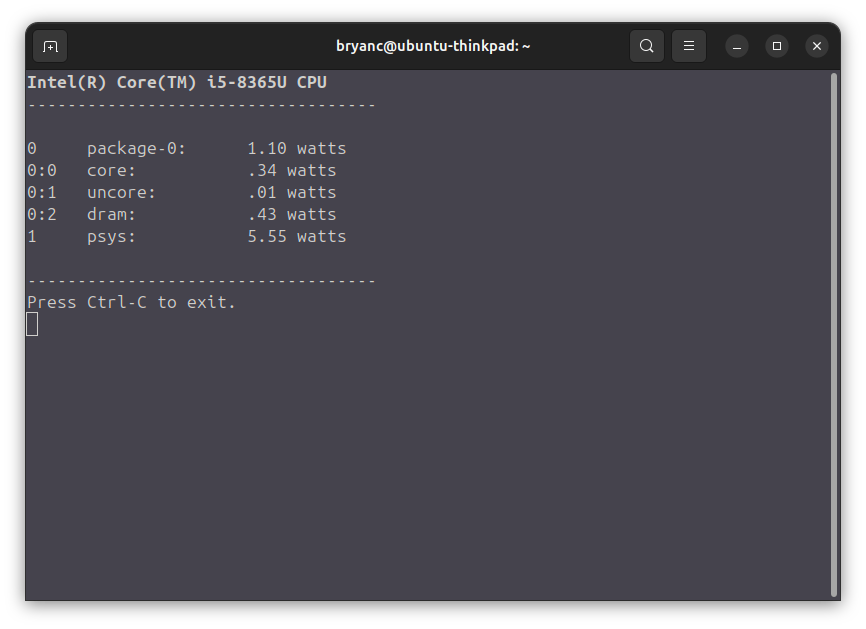 bryanc@ubuntu-thinkpad: ~
Intel(R) Core(TM) i5-8365U CPU
-----------------------------------
0 package-0: 1.10 watts
0:0 core: .34 watts
0:1 uncore: .01 watts
0:2 dram: .43 watts
1 psys: 5.55 watts
-----------------------------------
Press Ctrl-C to exit.